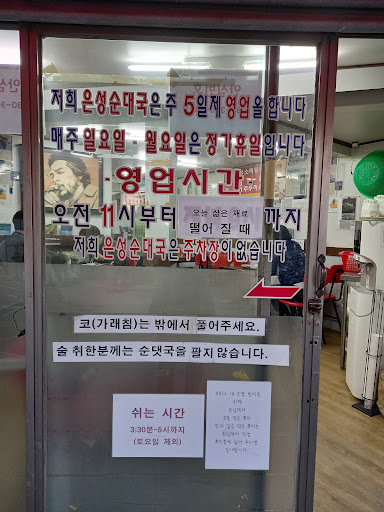 저희 은성순대국은 주 5일제 영업을 합니다
매주 일요일 - 월요일은 정기휴일입니다.
영업시간
오전 11시부터 오늘 삶은 재료 떨어 질 때 까지
저희 은성순대국은 주차장이 없습니다
코(가래침)는 밖에서 풀어주세요.
술 취한분께는 순댓국을 팔지않습니다.
쉬는 시간
3:30분-5시까지
(토요일 제외)